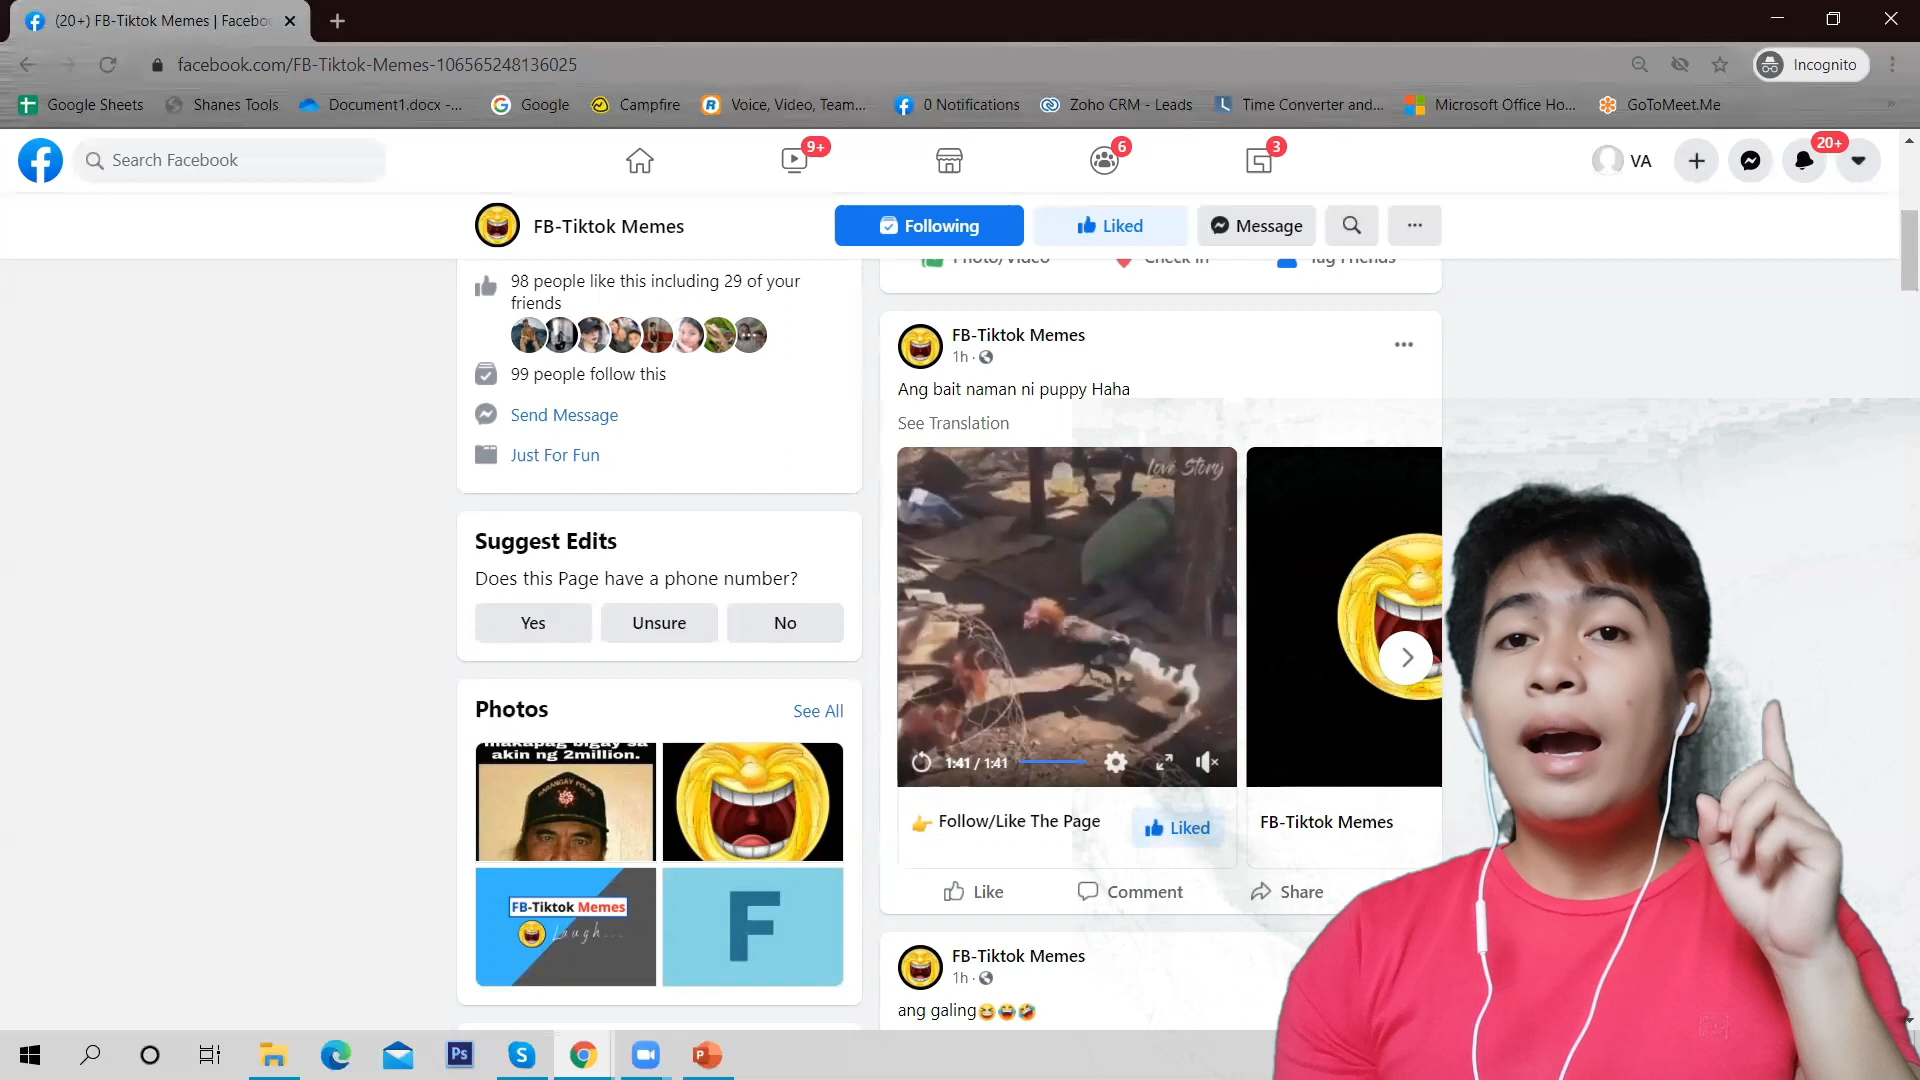 (20+) FB-Tiktok Memes | Facebo
facebook.com/FB-Tiktok-Memes-106565248136025
Incognito
Google Sheets
Shanes Tools
Document1.docx -...
Google
Campfire
Voice, Video, Team...
0 Notifications
Zoho CRM - Leads
Time Converter and...
Microsoft Office Ho...
GoToMeet.Me
Search Facebook
9+
6
3
VA
20+
FB-Tiktok Memes
Following
Liked
Message
98 people like this including 29 of your
friends
99 people follow this
Send Message
Just For Fun
Suggest Edits
Does this Page have a phone number?
Yes
Unsure
No
Photos
See All
makapag bigay sa
akin ng 2million.
BARANGAY POLICE
FB-Tiktok Memes
Laugh...
F
Photo/Video
Check in
Tag Friends
FB-Tiktok Memes
1h ·
Ang bait naman ni puppy Haha
See Translation
Love Story
1:41 / 1:41
👉 Follow/Like The Page
Liked
FB-Tiktok Memes
Like
Comment
Share
FB-Tiktok Memes
1h ·
ang galing😆😂🤣
Ps
S
P